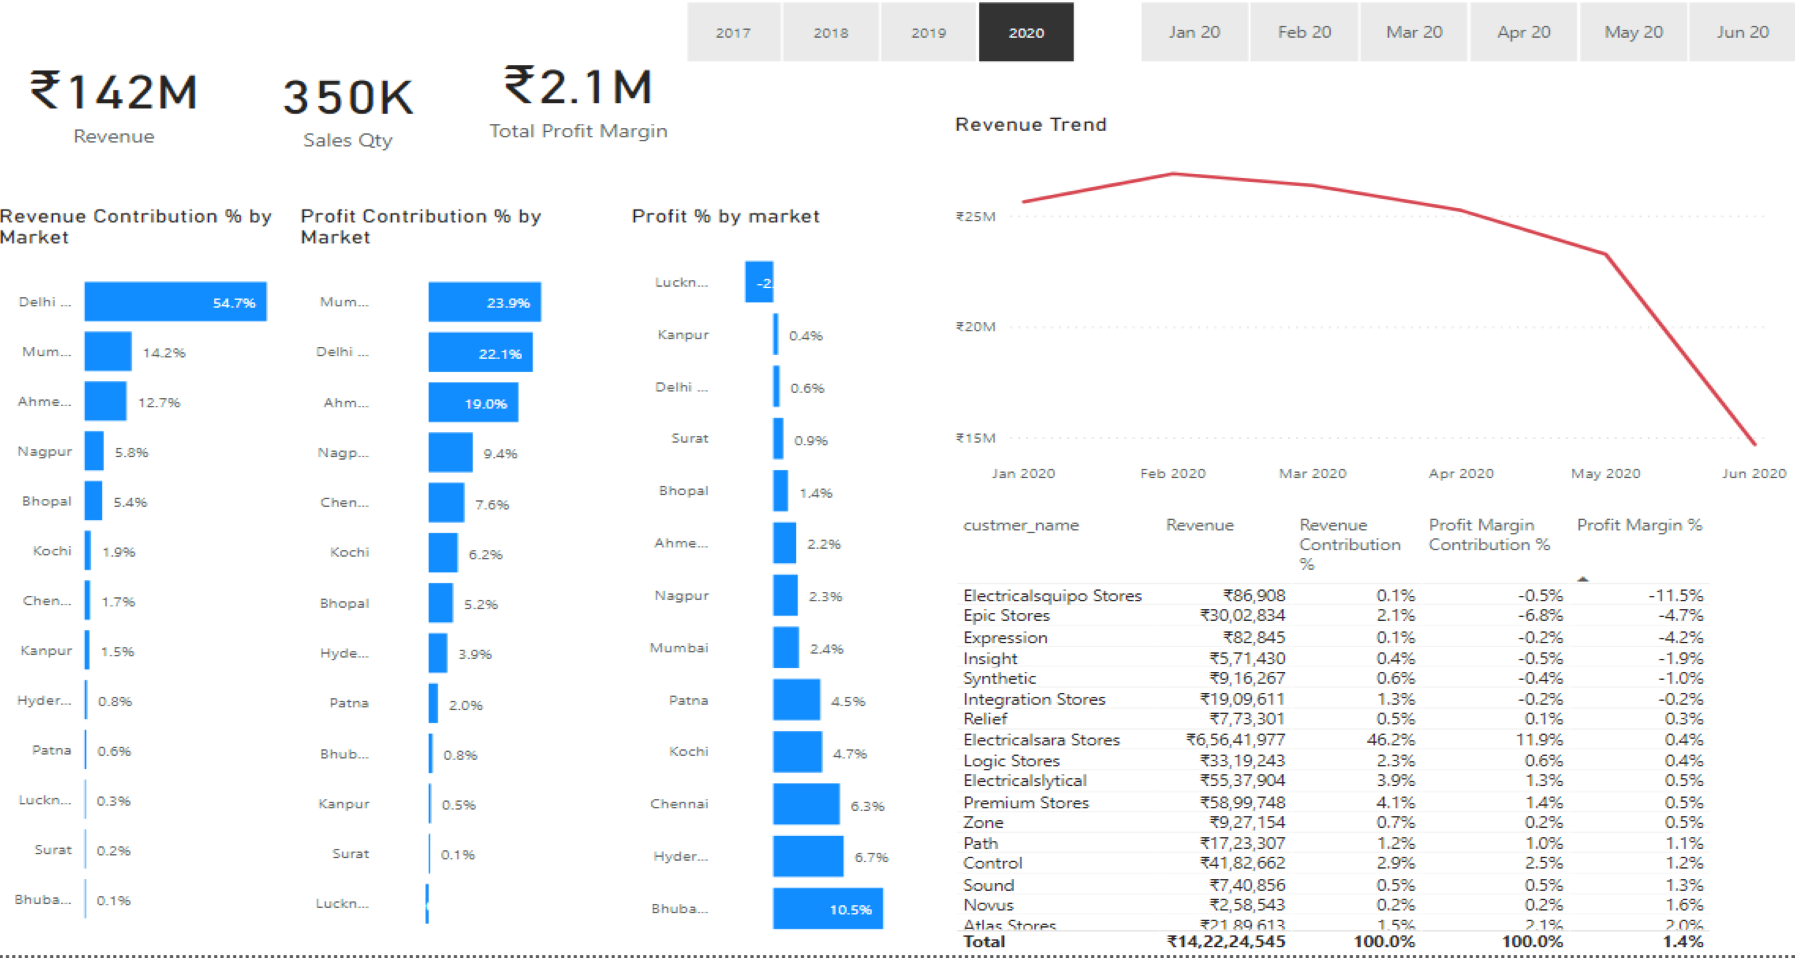 2017 2018 2019 2020 Jan 20 Feb 20 Mar 20 Apr 20 May 20 Jun 20
₹142M
Revenue
350K
Sales Qty
₹2.1M
Total Profit Margin
Revenue Contribution % by
Market
Delhi ... 54.7%
Mum... 14.2%
Ahme... 12.7%
Nagpur 5.8%
Bhopal 5.4%
Kochi 1.9%
Chen... 1.7%
Kanpur 1.5%
Hyder... 0.8%
Patna 0.6%
Luckn... 0.3%
Surat 0.2%
Bhuba... 0.1%
Profit Contribution % by
Market
Mum... 23.9%
Delhi ... 22.1%
Ahm... 19.0%
Nagp... 9.4%
Chen... 7.6%
Kochi 6.2%
Bhopal 5.2%
Hyde... 3.9%
Patna 2.0%
Bhub... 0.8%
Kanpur 0.5%
Surat 0.1%
Luckn...
Profit % by market
Luckn... -2.
Kanpur 0.4%
Delhi ... 0.6%
Surat 0.9%
Bhopal 1.4%
Ahme... 2.2%
Nagpur 2.3%
Mumbai 2.4%
Patna 4.5%
Kochi 4.7%
Chennai 6.3%
Hyder... 6.7%
Bhuba... 10.5%
Revenue Trend
₹25M
₹20M
₹15M
Jan 2020 Feb 2020 Mar 2020 Apr 2020 May 2020 Jun 2020
custmer_name Revenue Revenue Profit Margin Profit Margin %
Contribution Contribution %
%
Electricalsquipo Stores ₹86,908 0.1% -0.5% -11.5%
Epic Stores ₹30,02,834 2.1% -6.8% -4.7%
Expression ₹82,845 0.1% -0.2% -4.2%
Insight ₹5,71,430 0.4% -0.5% -1.9%
Synthetic ₹9,16,267 0.6% -0.4% -1.0%
Integration Stores ₹19,09,611 1.3% -0.2% -0.2%
Relief ₹7,73,301 0.5% 0.1% 0.3%
Electricalsara Stores ₹6,56,41,977 46.2% 11.9% 0.4%
Logic Stores ₹33,19,243 2.3% 0.6% 0.4%
Electricalslytical ₹55,37,904 3.9% 1.3% 0.5%
Premium Stores ₹58,99,748 4.1% 1.4% 0.5%
Zone ₹9,27,154 0.7% 0.2% 0.5%
Path ₹17,23,307 1.2% 1.0% 1.1%
Control ₹41,82,662 2.9% 2.5% 1.2%
Sound ₹7,40,856 0.5% 0.5% 1.3%
Novus ₹2,58,543 0.2% 0.2% 1.6%
Atlas Stores ₹21,89,613 1.5% 2.1% 2.0%
Total ₹14,22,24,545 100.0% 100.0% 1.4%